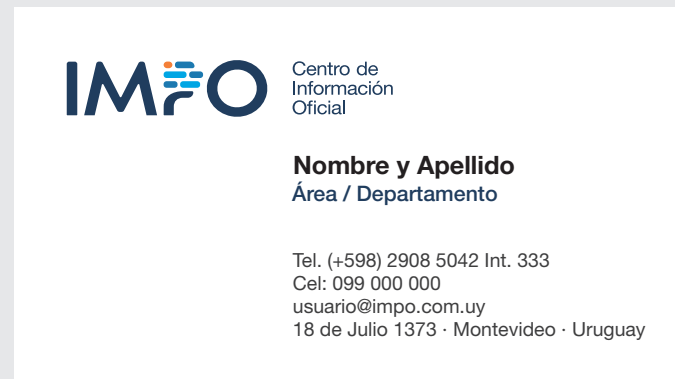 IMPO
Centro de
Información
Oficial
Nombre y Apellido
Área / Departamento
Tel. (+598) 2908 5042 Int. 333
Cel: 099 000 000
usuario@impo.com.uy
18 de Julio 1373 · Montevideo · Uruguay